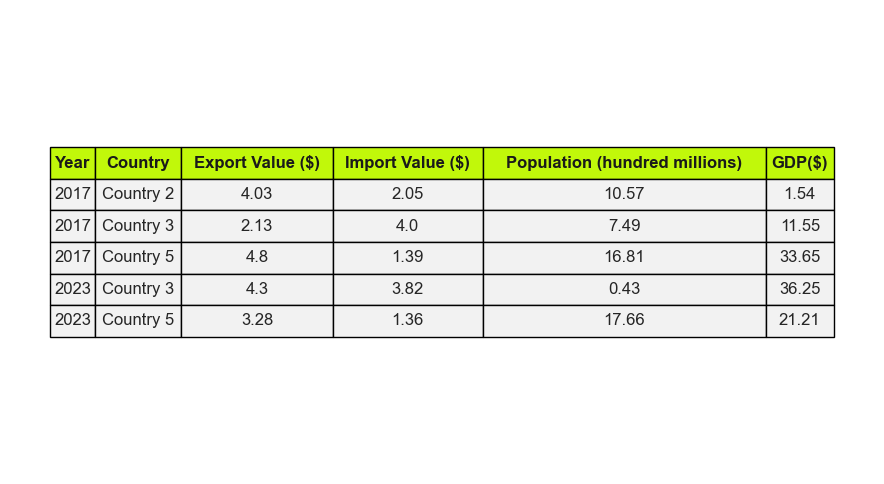 Year Country Export Value ($) Import Value ($) Population (hundred millions) GDP($)
2017 Country 2 4.03 2.05 10.57 1.54
2017 Country 3 2.13 4.0 7.49 11.55
2017 Country 5 4.8 1.39 16.81 33.65
2023 Country 3 4.3 3.82 0.43 36.25
2023 Country 5 3.28 1.36 17.66 21.21